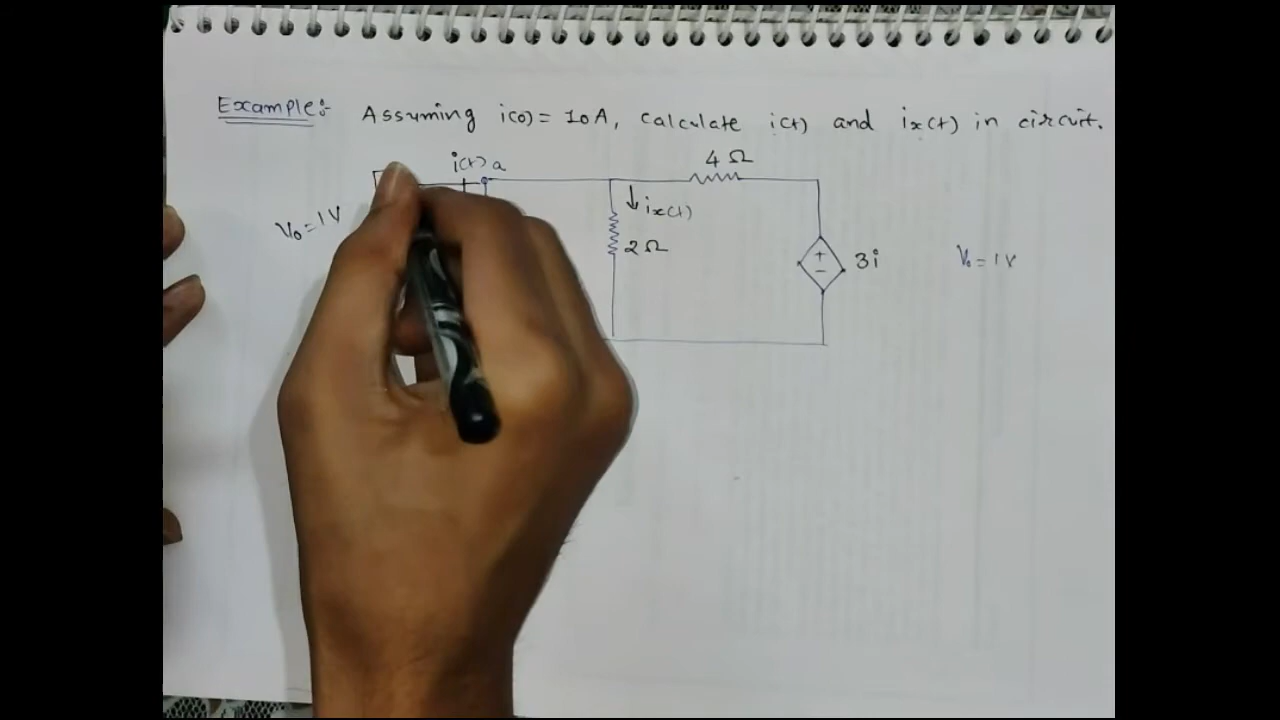 Example:- Assuming i(0) = 10A, calculate i(t) and ix(t) in circuit.
i(t) a
4 Ω
V0 = 1V
ix(t)
2 Ω
+
-
3i
V0 = 1V